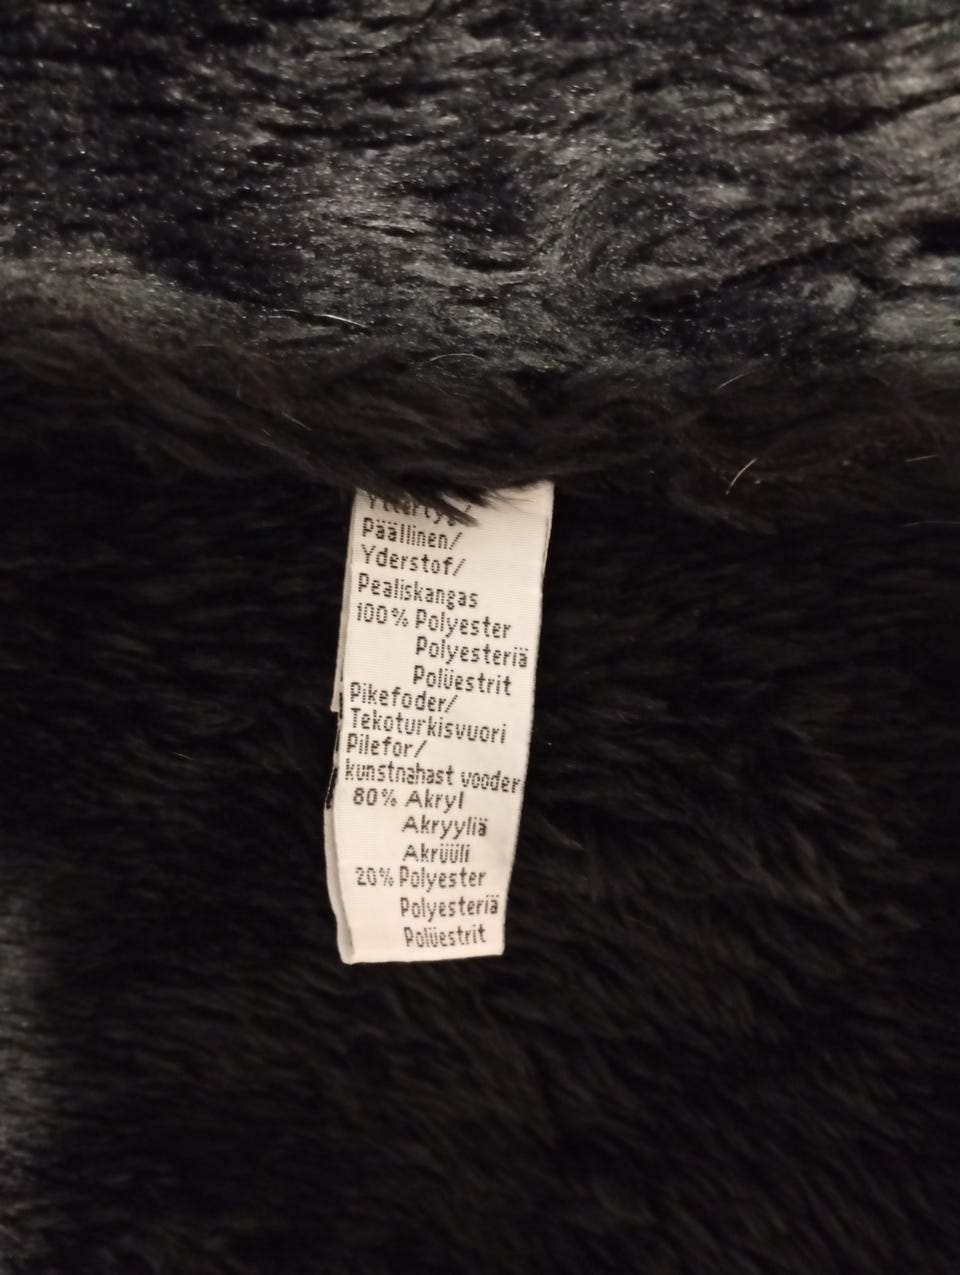 Yttertyg/
Päällinen/
Yderstof/
Pealiskangas
100% Polyester
Polyesteriä
Polüestrit
Pikefoder/
Tekoturkisvuori
Pilefor/
kunstnahast vooder
80% Akryl
Akryyliä
Akrüüli
20% Polyester
Polyesteriä
Polüestrit